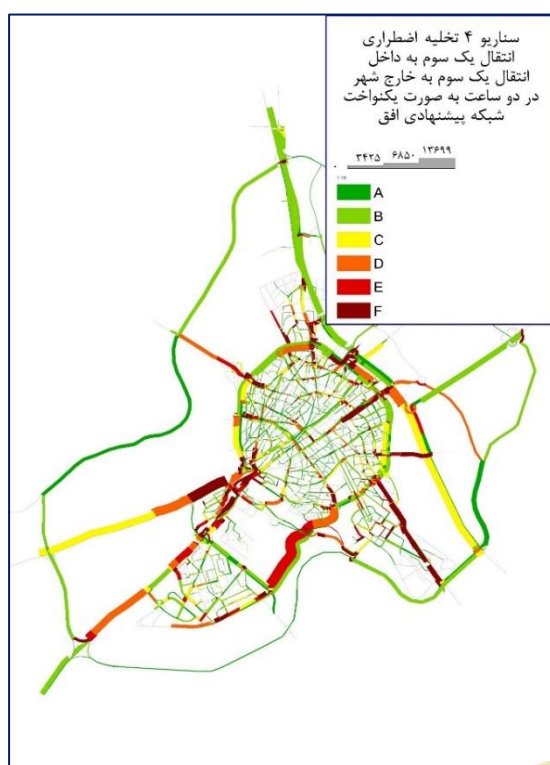 سناریو ۴ تخلیه اضطراری
انتقال یک سوم به داخل
انتقال یک سوم به خارج شهر
در دو ساعت به صورت یکنواخت
شبکه پیشنهادی افق
۳۴۲۵ ۶۸۵۰ ۱۳۶۹۹
A
B
C
D
E
F